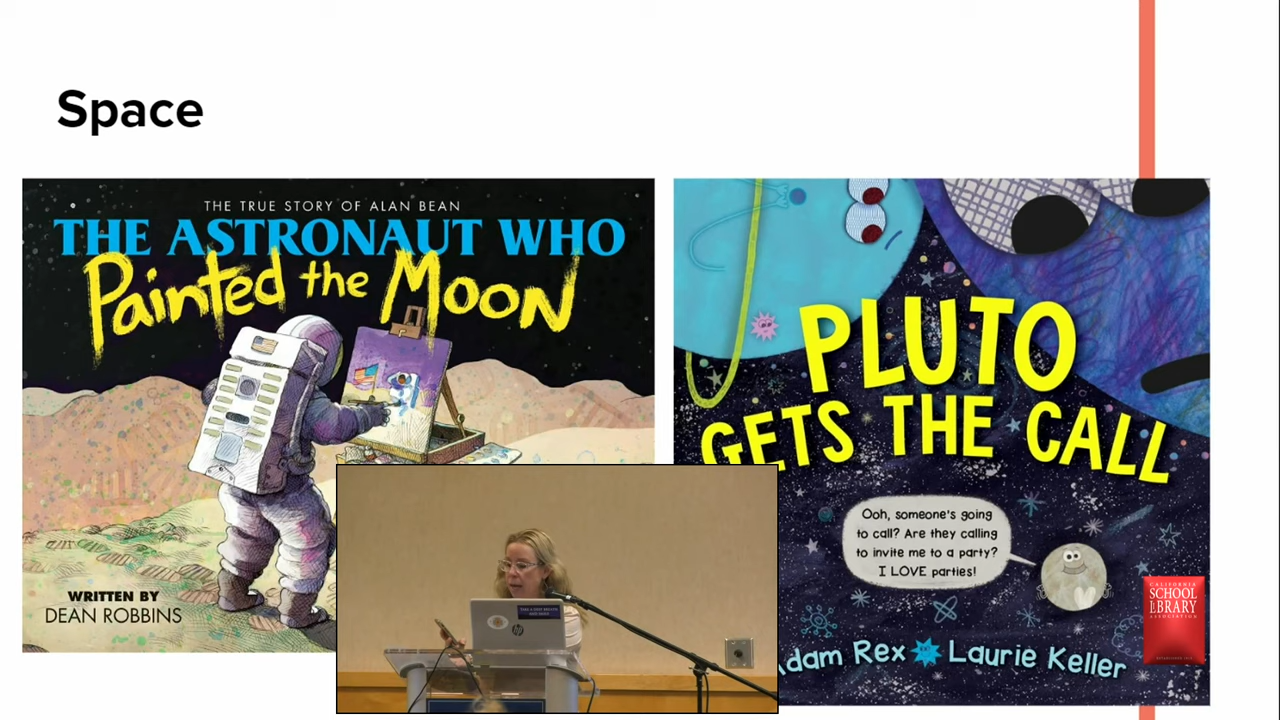 Space
THE TRUE STORY OF ALAN BEAN
THE ASTRONAUT WHO
Painted the Moon
WRITTEN BY
DEAN ROBBINS
PLUTO
GETS THE CALL
Ooh, someone's going
to call? Are they calling
to invite me to a party?
I LOVE parties!
Adam Rex Laurie Keller
CALIFORNIA
SCHOOL
LIBRARY
ASSOCIATION
hp